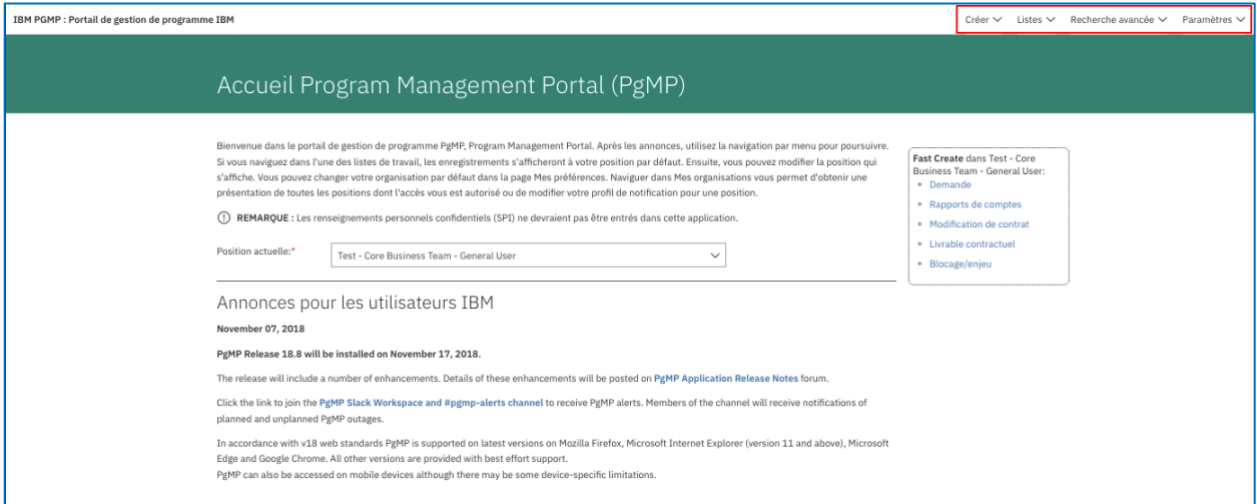 IBM PGMP : Portail de gestion de programme IBM
Créer Listes Recherche avancée Paramètres
Accueil Program Management Portal (PgMP)
Bienvenue dans le portail de gestion de programme PgMP, Program Management Portal. Après les annonces, utilisez la navigation par menu pour poursuivre.
Si vous naviguez dans l'une des listes de travail, les enregistrements s'afficheront à votre position par défaut. Ensuite, vous pouvez modifier la position qui
s'affiche. Vous pouvez changer votre organisation par défaut dans la page Mes préférences. Naviguer dans Mes organisations vous permet d'obtenir une
présentation de toutes les positions dont l'accès vous est autorisé ou de modifier votre profil de notification pour une position.
REMARQUE : Les renseignements personnels confidentiels (SPI) ne devraient pas être entrés dans cette application.
Position actuelle:*
Test - Core Business Team - General User
Fast Create dans Test - Core
Business Team - General User:
Demande
Rapports de comptes
Modification de contrat
Livrable contractuel
Blocage/enjeu
Annonces pour les utilisateurs IBM
November 07, 2018
PgMP Release 18.8 will be installed on November 17, 2018.
The release will include a number of enhancements. Details of these enhancements will be posted on PgMP Application Release Notes forum.
Click the link to join the PgMP Slack Workspace and #pgmp-alerts channel to receive PgMP alerts. Members of the channel will receive notifications of
planned and unplanned PgMP outages.
In accordance with v18 web standards PgMP is supported on latest versions on Mozilla Firefox, Microsoft Internet Explorer (version 11 and above), Microsoft
Edge and Google Chrome. All other versions are provided with best effort support.
PgMP can also be accessed on mobile devices although there may be some device-specific limitations.